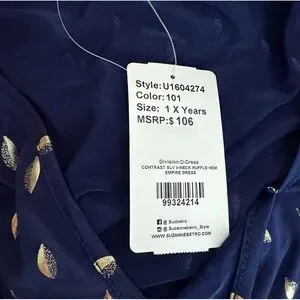 Style:U1604274
Color: 101
Size: 1 X Years
MSRP:$ 106
Division:D-Dress
CONTRAST SLV V-NECK RUFFLE HEM
EMPIRE DRESS
99324214
Suzbetro
Suzannebetro_Style
WWW.SUZANNEBETRO.COM